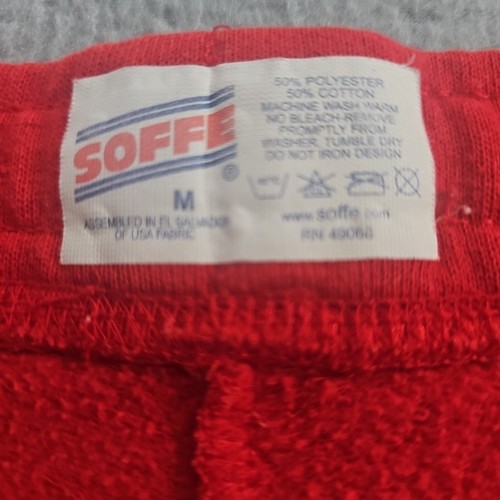 SOFFE
®
M
ASSEMBLED IN EL SALVADOR
OF USA FABRIC
50% POLYESTER
50% COTTON
MACHINE WASH WARM
NO BLEACH-REMOVE
PROMPTLY FROM
WASHER, TUMBLE DRY
DO NOT IRON DESIGN
www.soffe.com
RN 49068